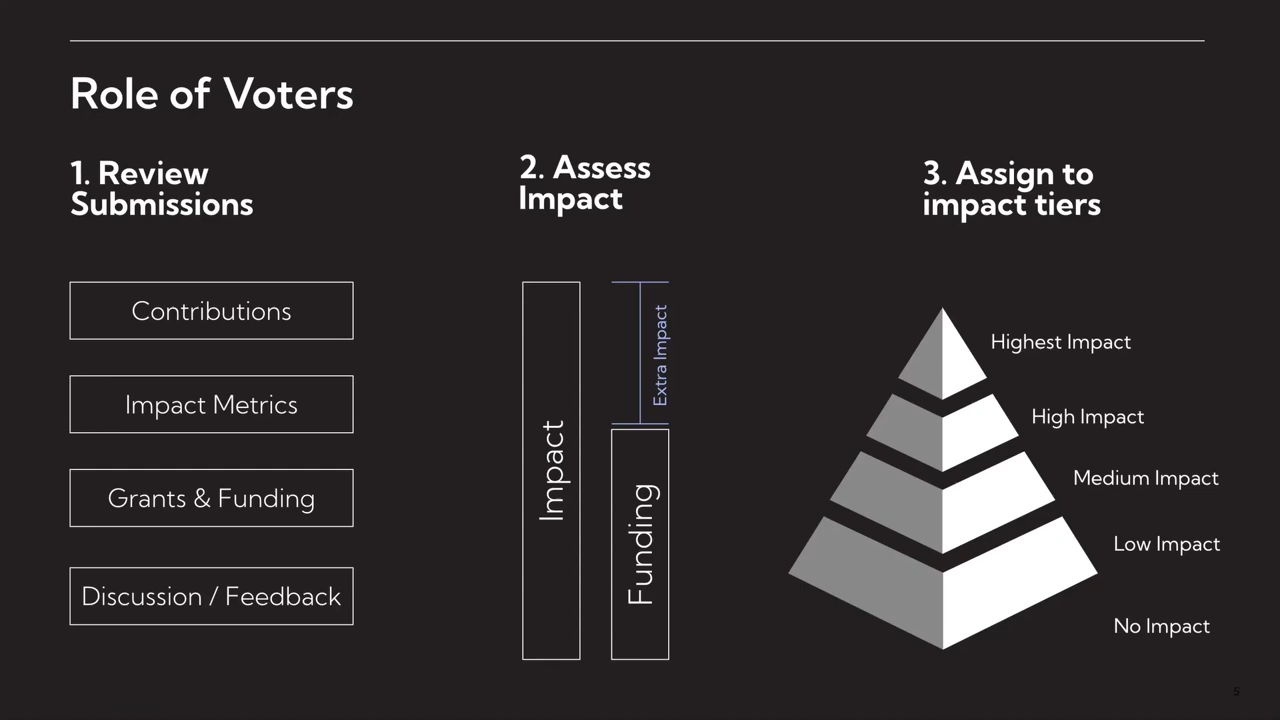 Role of Voters
1. Review
Submissions
Contributions
Impact Metrics
Grants & Funding
Discussion / Feedback
2. Assess
Impact
Impact
Extra Impact
Funding
3. Assign to
impact tiers
Highest Impact
High Impact
Medium Impact
Low Impact
No Impact
5